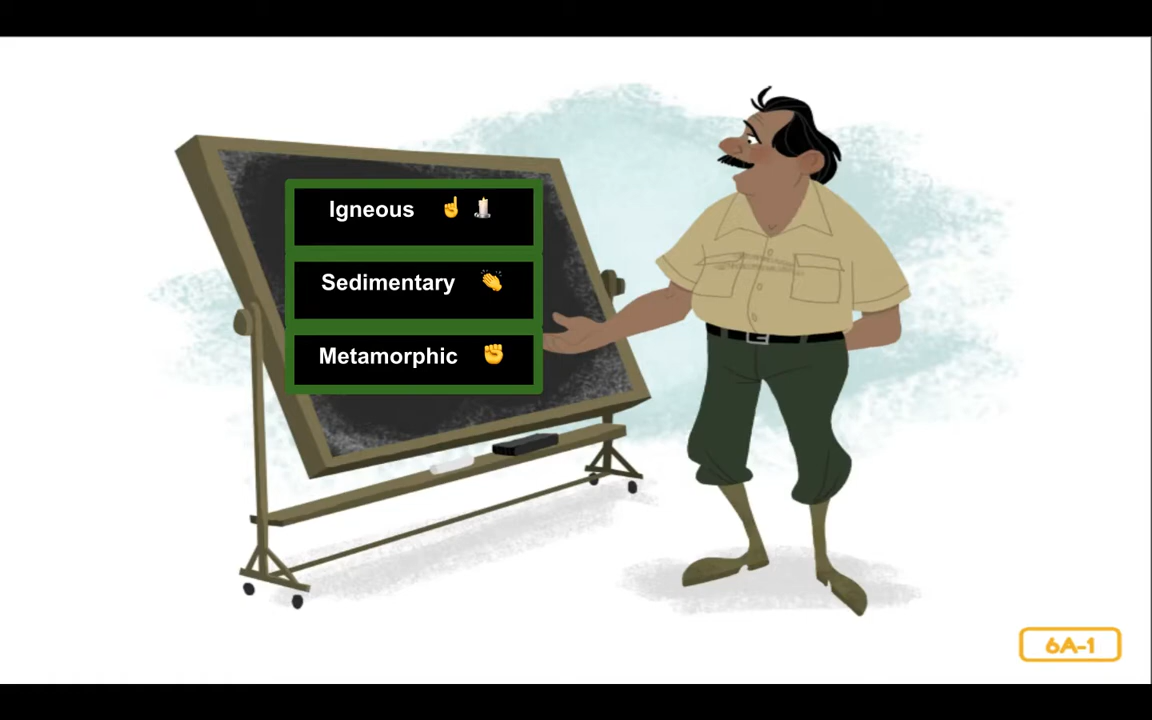 Igneous ☝️ 🕯️
Sedimentary 👏
Metamorphic ✊
6A-1